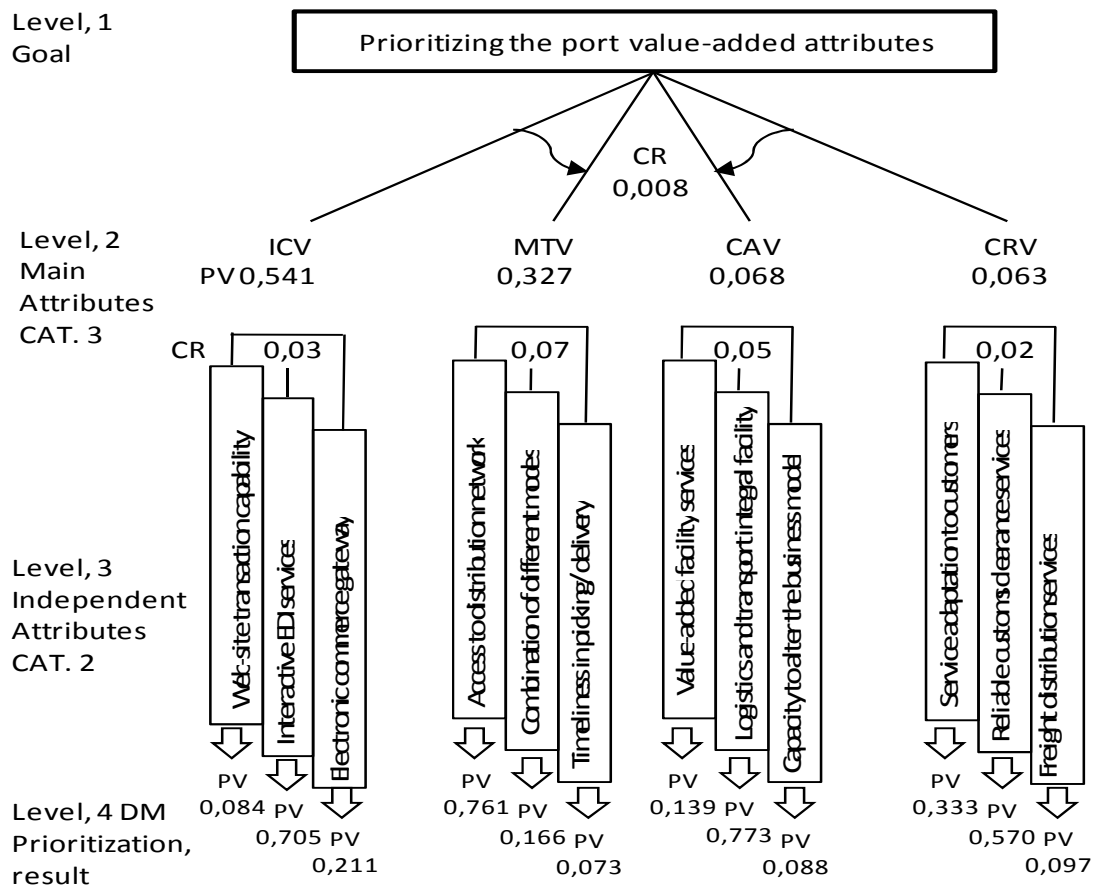 Level, 1
Goal
Prioritizing the port value-added attributes
CR
0,008
Level, 2
Main
Attributes
CAT. 3
ICV
PV 0,541
MTV
0,327
CAV
0,068
CRV
0,063
CR
0,03
0,07
0,05
0,02
Level, 3
Independent
Attributes
CAT. 2
Web-site transaction capability
Interactive EDI services
Electronic commerce gateway
Access to distribution network
Combination of different modes
Timeliness in picking/delivery
Value-added facility services
Logistics and transport integral facility
Capacity to alter the business model
Service adaption to customers
Reliable customs clearance services
Freight distribution services
Level, 4 DM
Prioritization,
result
PV
0,084
PV
0,705
PV
0,211
PV
0,761
PV
0,166
PV
0,073
PV
0,139
PV
0,773
PV
0,088
PV
0,333
PV
0,570
PV
0,097